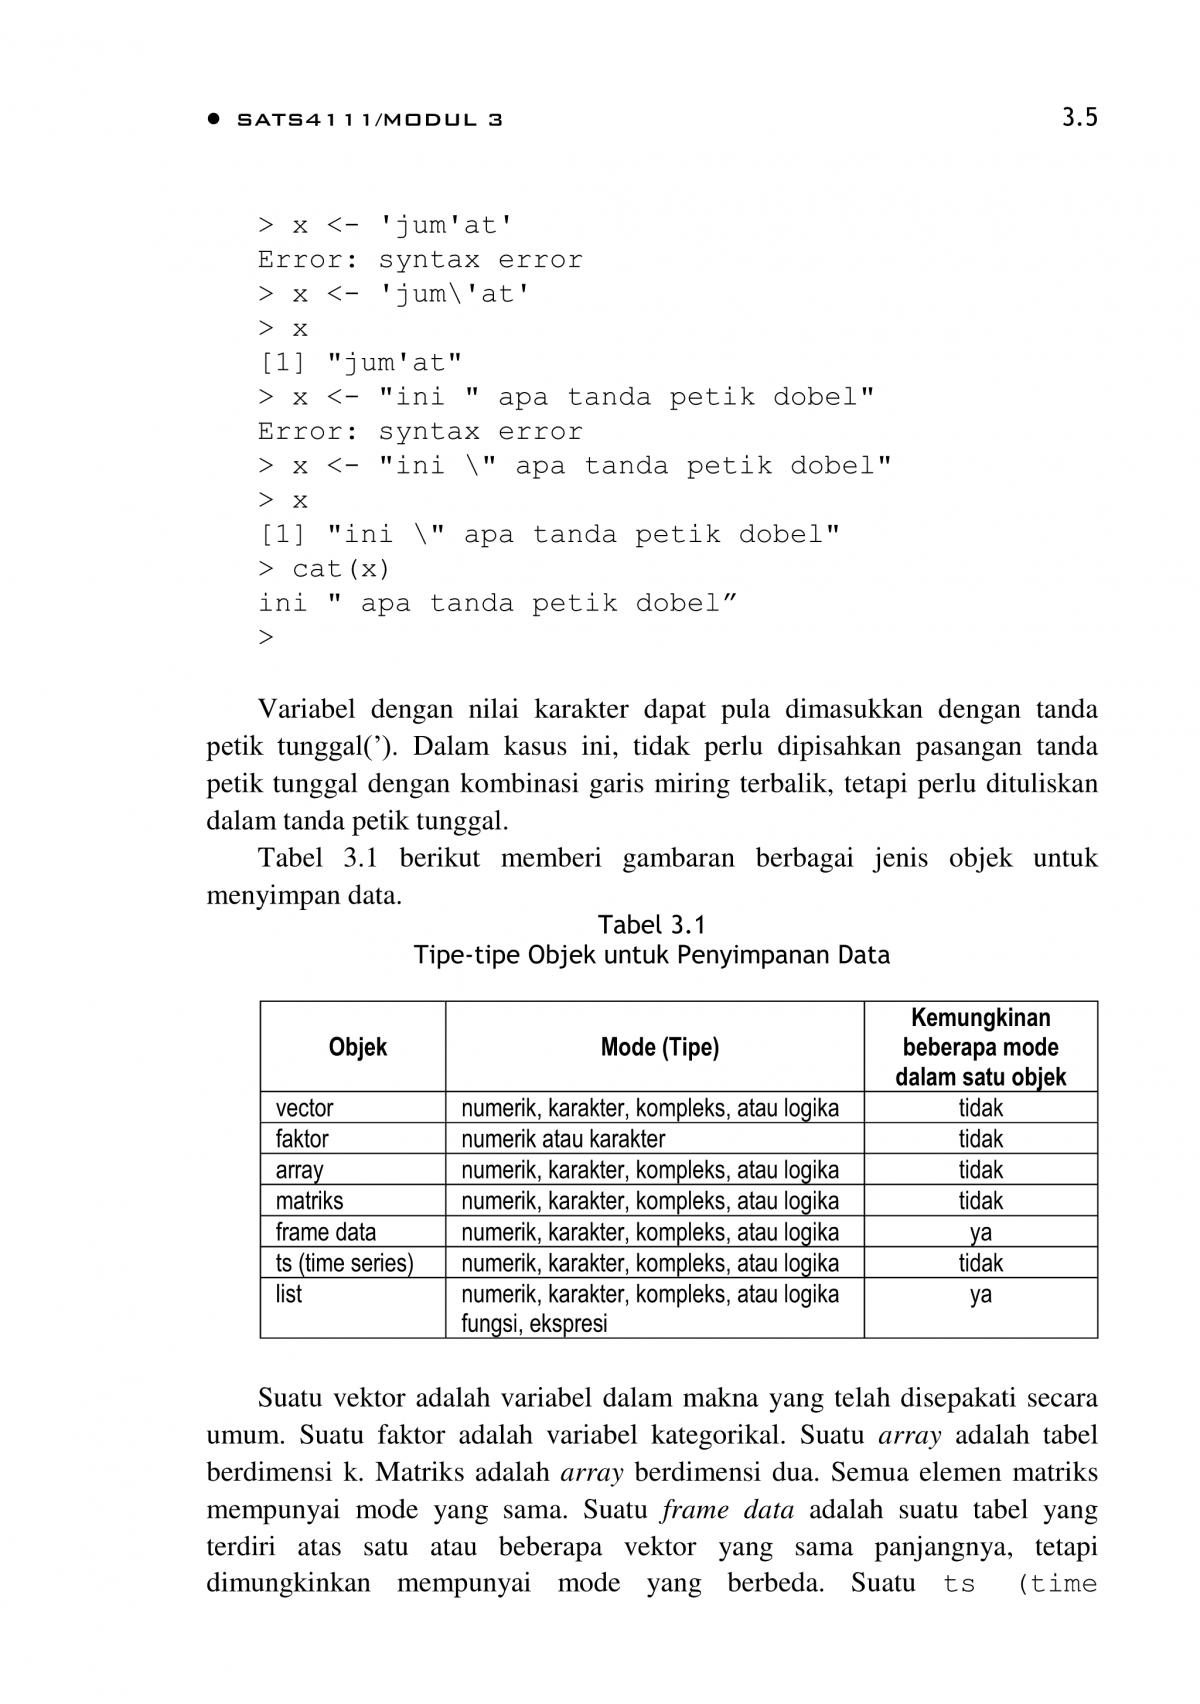 ● SATS4111/MODUL 3 3.5
> x <- 'jum'at'
Error: syntax error
> x <- 'jum\'at'
> x
[1] "jum'at"
> x <- "ini " apa tanda petik dobel"
Error: syntax error
> x <- "ini \" apa tanda petik dobel"
> x
[1] "ini \" apa tanda petik dobel"
> cat(x)
ini " apa tanda petik dobel”
>
Variabel dengan nilai karakter dapat pula dimasukkan dengan tanda
petik tunggal(’). Dalam kasus ini, tidak perlu dipisahkan pasangan tanda
petik tunggal dengan kombinasi garis miring terbalik, tetapi perlu dituliskan
dalam tanda petik tunggal.
Tabel 3.1 berikut memberi gambaran berbagai jenis objek untuk
menyimpan data.
Tabel 3.1
Tipe-tipe Objek untuk Penyimpanan Data
Objek Mode (Tipe) Kemungkinan
beberapa mode
dalam satu objek
vector numerik, karakter, kompleks, atau logika tidak
faktor numerik atau karakter tidak
array numerik, karakter, kompleks, atau logika tidak
matriks numerik, karakter, kompleks, atau logika tidak
frame data numerik, karakter, kompleks, atau logika ya
ts (time series) numerik, karakter, kompleks, atau logika tidak
list numerik, karakter, kompleks, atau logika ya
fungsi, ekspresi
Suatu vektor adalah variabel dalam makna yang telah disepakati secara
umum. Suatu faktor adalah variabel kategorikal. Suatu array adalah tabel
berdimensi k. Matriks adalah array berdimensi dua. Semua elemen matriks
mempunyai mode yang sama. Suatu frame data adalah suatu tabel yang
terdiri atas satu atau beberapa vektor yang sama panjangnya, tetapi
dimungkinkan mempunyai mode yang berbeda. Suatu ts (time